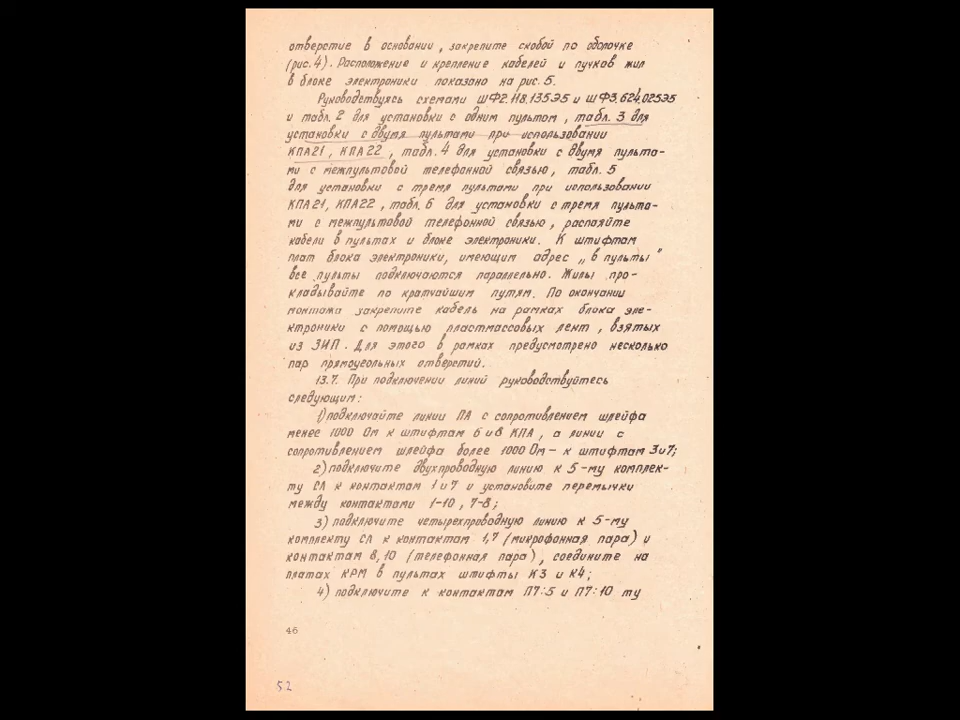 отверстие в основании, закрепите скобой по оболочке
(рис. 4). Расположение и крепление кабелей и пучков жил
в блоке электроники показано на рис. 5.
Руководствуясь схемами ШФ2.118.135Э5 и ШФ3.624.025Э5
и табл. 2 для установки с одним пультом, табл. 3 для
установки с двумя пультами при использовании
КПА21, КПА22, табл. 4 для установки с двумя пульта-
ми с межпультовой телефонной связью, табл. 5
для установки с тремя пультами при использовании
КПА21, КПА22, табл. 6 для установки с тремя пульта-
ми с межпультовой телефонной связью, распаяйте
кабели в пультах и блоке электроники. К штифтам
плат блока электроники, имеющим адрес „в пульты"
все пульты подключаются параллельно. Жилы про-
кладывайте по кратчайшим путям. По окончании
монтажа закрепите кабель на рамках блока эле-
ктроники с помощью пластмассовых лент, взятых
из ЗИП. Для этого в рамках предусмотрено несколько
пар прямоугольных отверстий.
13.7. При подключении линий руководствуйтесь
следующим:
1) подключайте линии ПА с сопротивлением шлейфа
менее 1000 Ом к штифтам 6 и 8 КПА, а линии с
сопротивлением шлейфа более 1000 Ом — к штифтам 3 и 7;
2) подключите двухпроводную линию к 5-му комплек-
ту СЛ к контактам 1 и 7 и установите перемычки
между контактами 1-10, 7-8;
3) подключите четырехпроводную линию к 5-му
комплекту СЛ к контактам 1,7 (микрофонная пара) и
контактам 8,10 (телефонная пара), соедините на
платах КРМ в пультах штифты К3 и К4;
4) подключите к контактам П7:5 и П7:10 ту
46
52